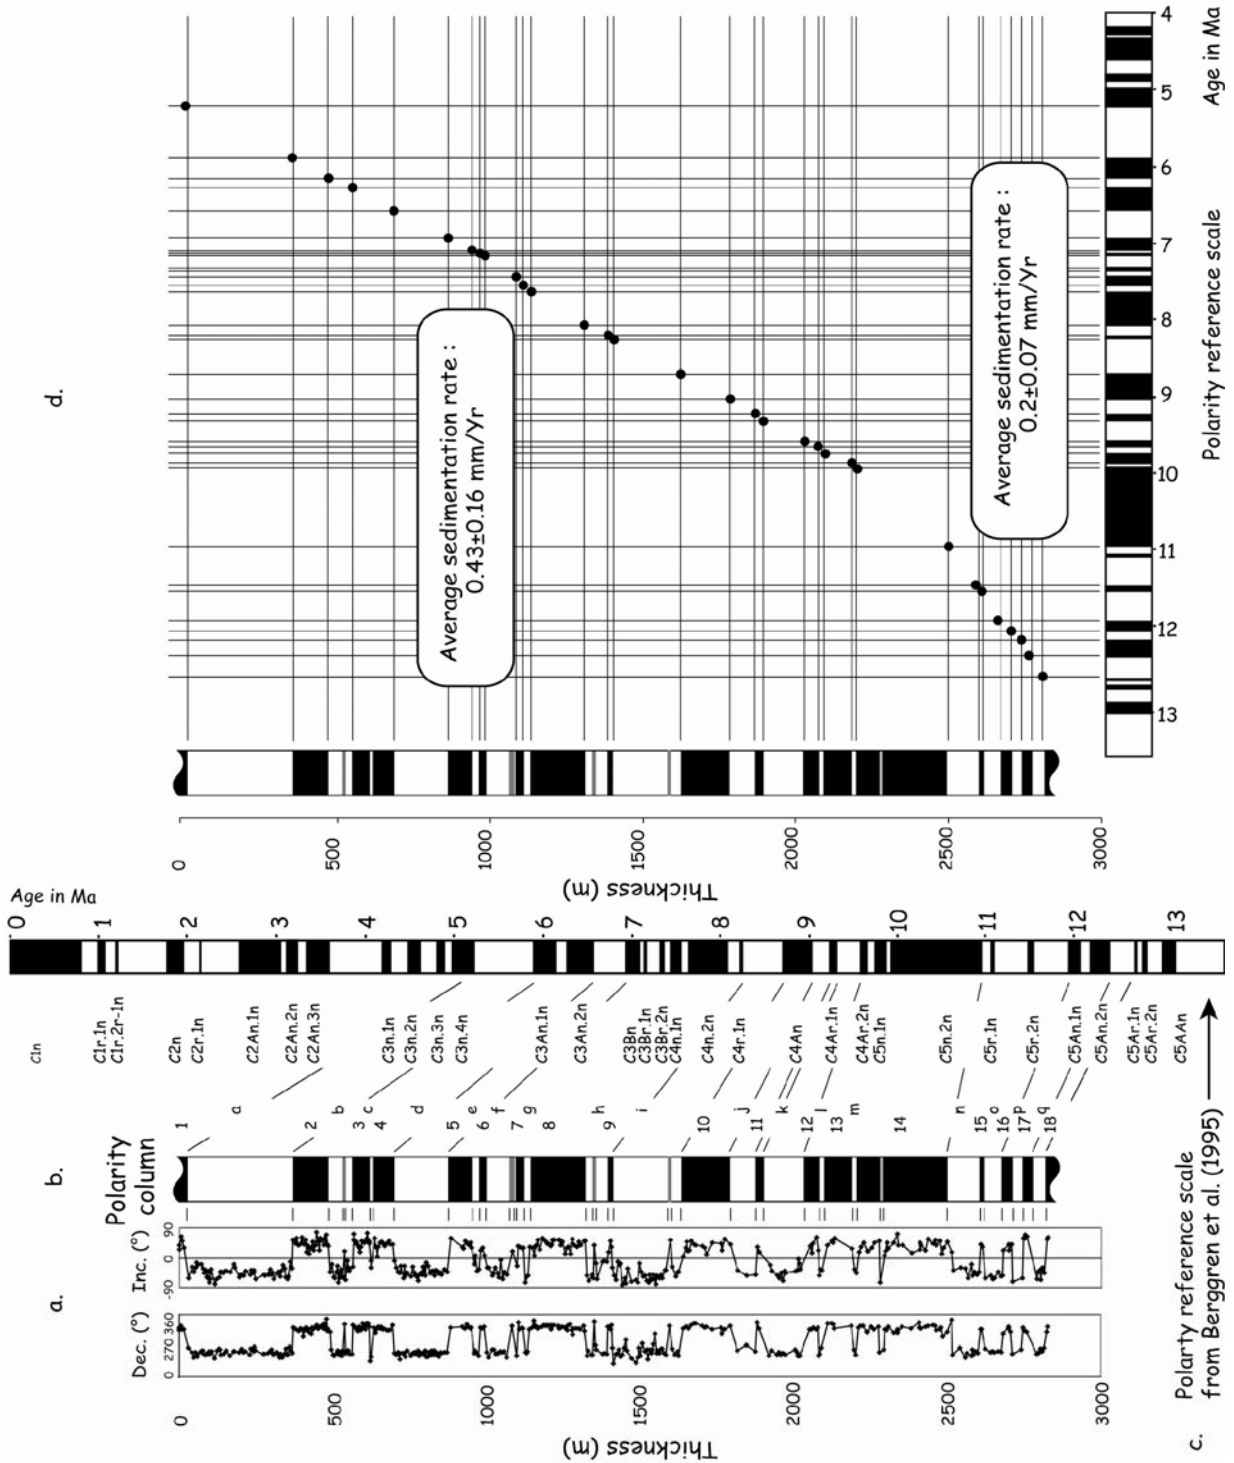 a.
Thickness (m)
0
500
1000
1500
2000
2500
3000
Dec. (°)
0 270 360
Inc. (°)
-90 0 90
b.
Polarity
column
1
2
3
4
5
6
7
8
9
10
11
12
13
14
15
16
17
18
a
b
c
d
e
f
g
h
i
j
k
l
m
n
o
p
q
c.
Polarity reference scale
from Berggren et al. (1995)
C1n
C1r.1n
C1r.2r-1n
C2n
C2r.1n
C2An.1n
C2An.2n
C2An.3n
C3n.1n
C3n.2n
C3n.3n
C3n.4n
C3An.1n
C3An.2n
C3Bn
C3Br.1n
C3Br.2n
C4n.1n
C4n.2n
C4r.1n
C4An
C4Ar.1n
C4Ar.2n
C5n.1n
C5n.2n
C5r.1n
C5r.2n
C5An.1n
C5An.2n
C5Ar.1n
C5Ar.2n
C5AAn
Age in Ma
0
1
2
3
4
5
6
7
8
9
10
11
12
13
d.
Thickness (m)
0
500
1000
1500
2000
2500
3000
Average sedimentation rate :
0.43±0.16 mm/Yr
Average sedimentation rate :
0.2±0.07 mm/Yr
13
12
11
10
9
8
7
6
5
4
Polarity reference scale
Age in Ma